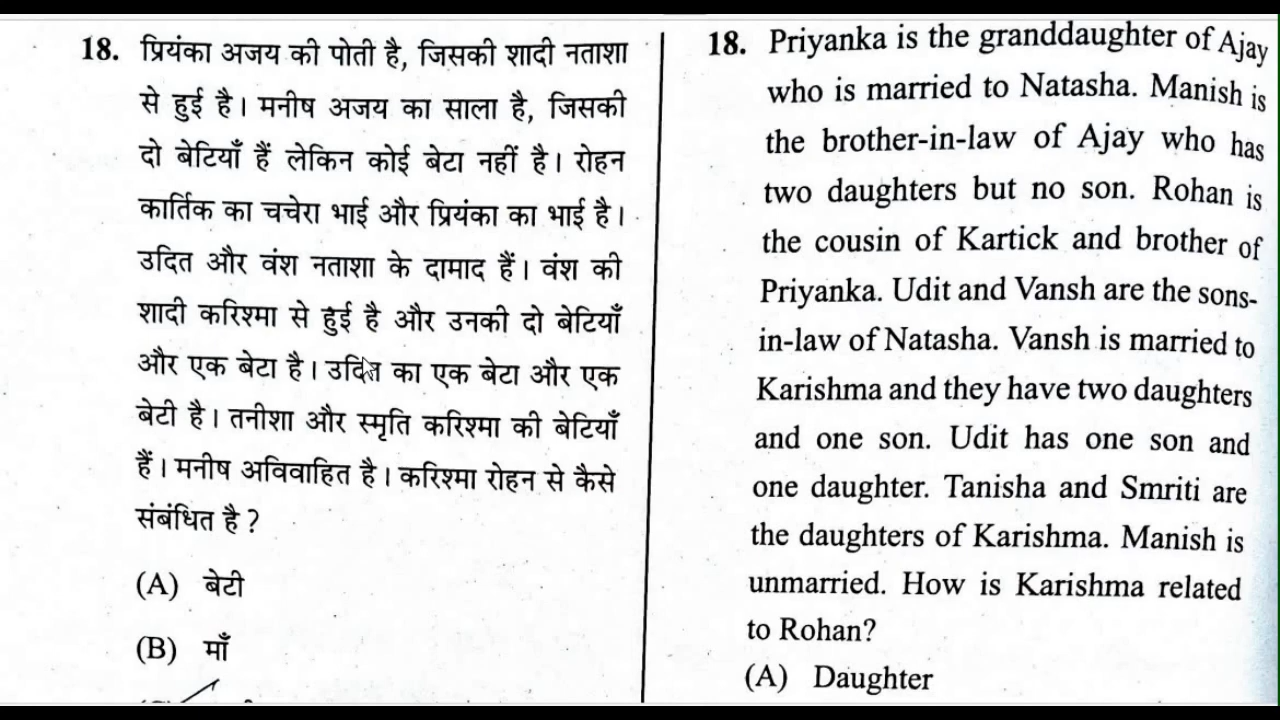 18. प्रियंका अजय की पोती है, जिसकी शादी नताशा
से हुई है। मनीष अजय का साला है, जिसकी
दो बेटियाँ हैं लेकिन कोई बेटा नहीं है। रोहन
कार्तिक का चचेरा भाई और प्रियंका का भाई है।
उदित और वंश नताशा के दामाद हैं। वंश की
शादी करिश्मा से हुई है और उनकी दो बेटियाँ
और एक बेटा है। उदित का एक बेटा और एक
बेटी है। तनीशा और स्मृति करिश्मा की बेटियाँ
हैं। मनीष अविवाहित है। करिश्मा रोहन से कैसे
संबंधित है ?
(A) बेटी
(B) माँ
18. Priyanka is the granddaughter of Ajay
who is married to Natasha. Manish is
the brother-in-law of Ajay who has
two daughters but no son. Rohan is
the cousin of Kartick and brother of
Priyanka. Udit and Vansh are the sons-
in-law of Natasha. Vansh is married to
Karishma and they have two daughters
and one son. Udit has one son and
one daughter. Tanisha and Smriti are
the daughters of Karishma. Manish is
unmarried. How is Karishma related
to Rohan?
(A) Daughter